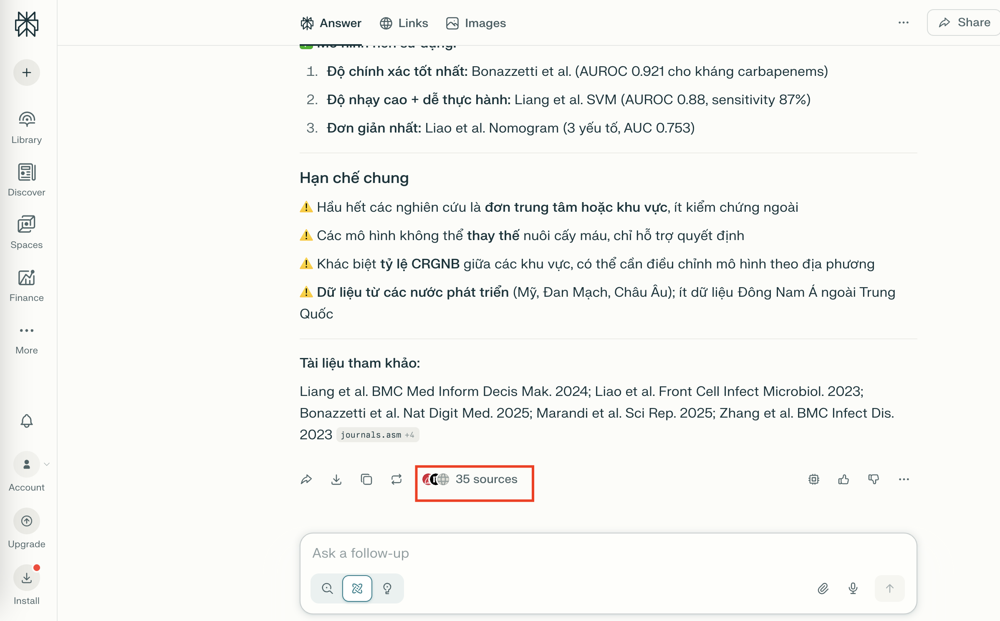 Answer
Links
Images
Share
Mô hình nên sử dụng:
1. Độ chính xác tốt nhất: Bonazzetti et al. (AUROC 0.921 cho kháng carbapenems)
2. Độ nhạy cao + dễ thực hành: Liang et al. SVM (AUROC 0.88, sensitivity 87%)
3. Đơn giản nhất: Liao et al. Nomogram (3 yếu tố, AUC 0.753)
Hạn chế chung
⚠️ Hầu hết các nghiên cứu là đơn trung tâm hoặc khu vực, ít kiểm chứng ngoài
⚠️ Các mô hình không thể thay thế nuôi cấy máu, chỉ hỗ trợ quyết định
⚠️ Khác biệt tỷ lệ CRGNB giữa các khu vực, có thể cần điều chỉnh mô hình theo địa phương
⚠️ Dữ liệu từ các nước phát triển (Mỹ, Đan Mạch, Châu Âu); ít dữ liệu Đông Nam Á ngoài Trung
Quốc
Tài liệu tham khảo:
Liang et al. BMC Med Inform Decis Mak. 2024; Liao et al. Front Cell Infect Microbiol. 2023;
Bonazzetti et al. Nat Digit Med. 2025; Marandi et al. Sci Rep. 2025; Zhang et al. BMC Infect Dis.
2023 journals.asm +4
35 sources
Ask a follow-up
Library
Discover
Spaces
Finance
More
Account
Upgrade
Install